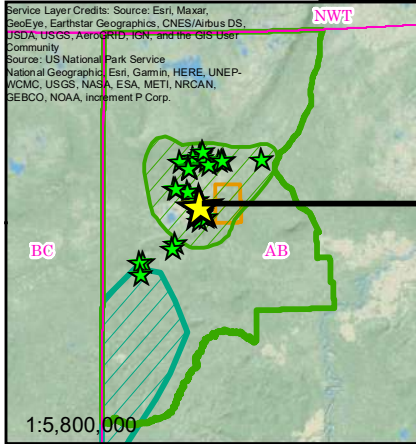 Service Layer Credits: Source: Esri, Maxar,
GeoEye, Earthstar Geographics, CNES/Airbus DS,
USDA, USGS, AeroGRID, IGN, and the GIS User
Community
Source: US National Park Service
National Geographic, Esri, Garmin, HERE, UNEP-
WCMC, USGS, NASA, ESA, METI, NRCAN,
GEBCO, NOAA, increment P Corp.
NWT
BC
AB
1:5,800,000